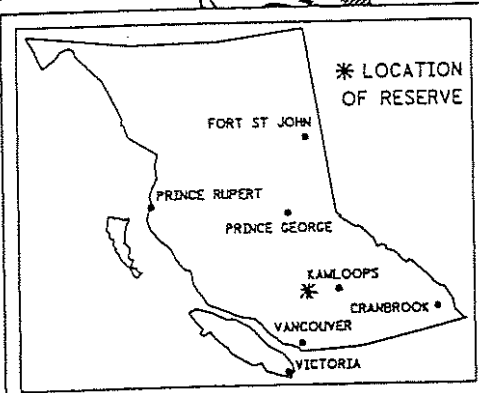 * LOCATION
OF RESERVE
FORT ST JOHN
PRINCE RUPERT
PRINCE GEORGE
KAMLOOPS
CRANBROOK
VANCOUVER
VICTORIA